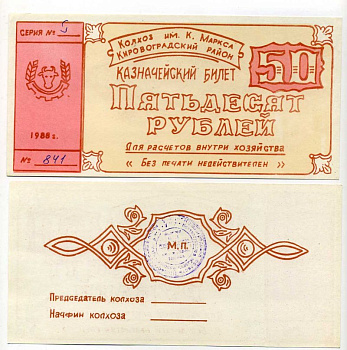 СЕРИЯ № 5
1988 г.
№ 841
Колхоз им. К. Маркса
Кировоградский район
Казначейский билет
50
Пятьдесят
рублей
Для расчетов внутри хозяйства
«Без печати недействителен»
М.П.
Председатель колхоза
Начфин колхоза